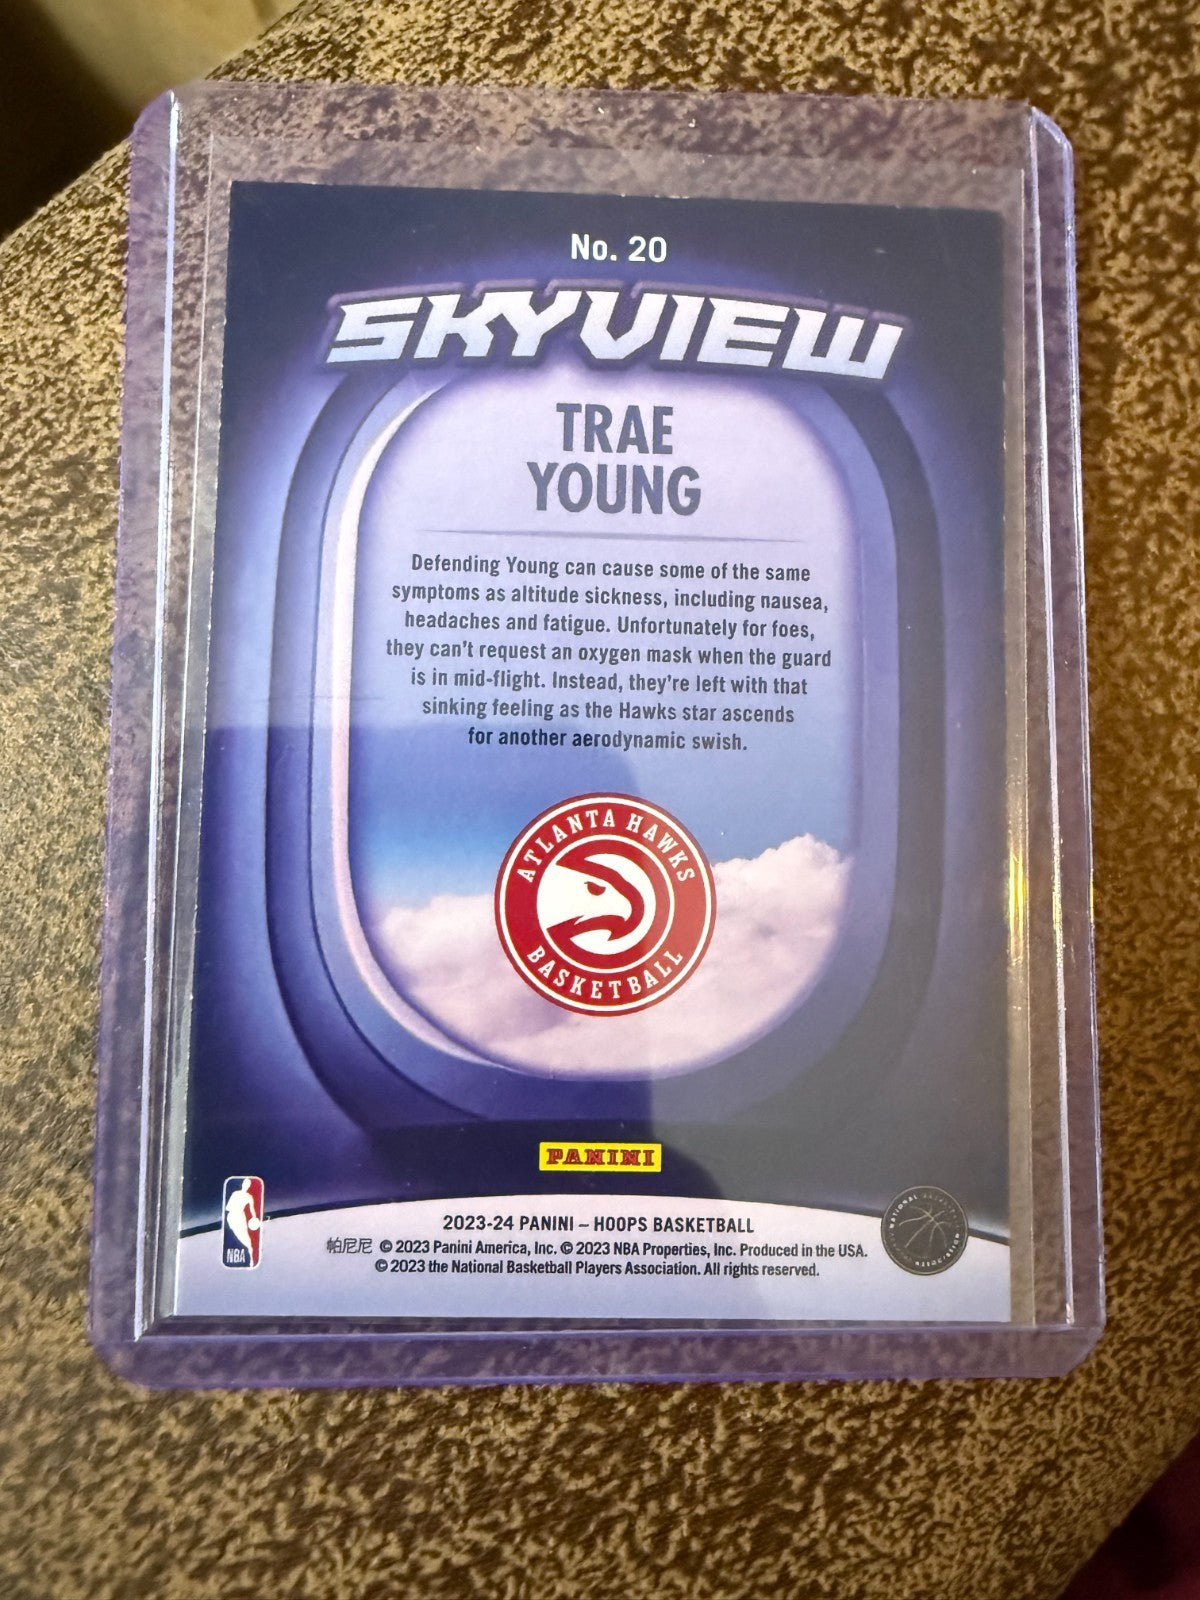 No. 20
SKYVIEW
TRAE
YOUNG
Defending Young can cause some of the same
symptoms as altitude sickness, including nausea,
headaches and fatigue. Unfortunately for foes,
they can't request an oxygen mask when the guard
is in mid-flight. Instead, they're left with that
sinking feeling as the Hawks star ascends
for another aerodynamic swish.
ATLANTA HAWKS
BASKETBALL
PANINI
2023-24 PANINI – HOOPS BASKETBALL
帕尼尼 © 2023 Panini America, Inc. © 2023 NBA Properties, Inc. Produced in the USA.
© 2023 the National Basketball Players Association. All rights reserved.
NBA